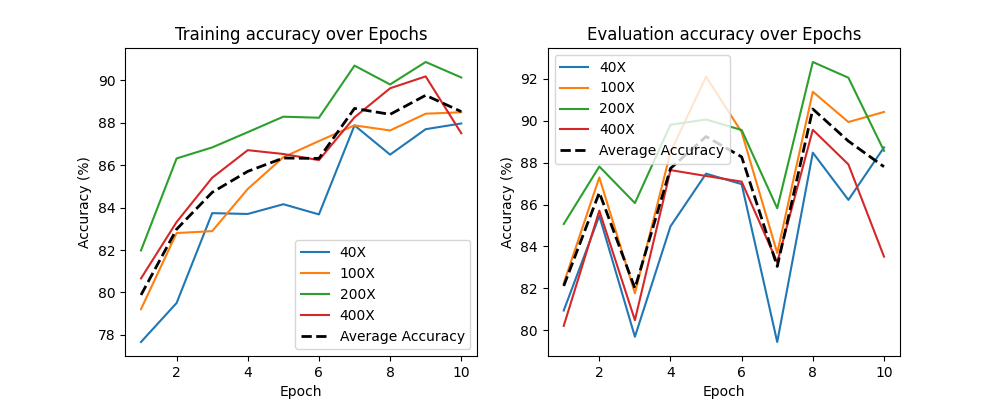 Training accuracy over Epochs
Accuracy (%)
90
88
86
84
82
80
78
2
4
6
8
10
Epoch
40X
100X
200X
400X
Average Accuracy
Evaluation accuracy over Epochs
Accuracy (%)
92
90
88
86
84
82
80
2
4
6
8
10
Epoch
40X
100X
200X
400X
Average Accuracy